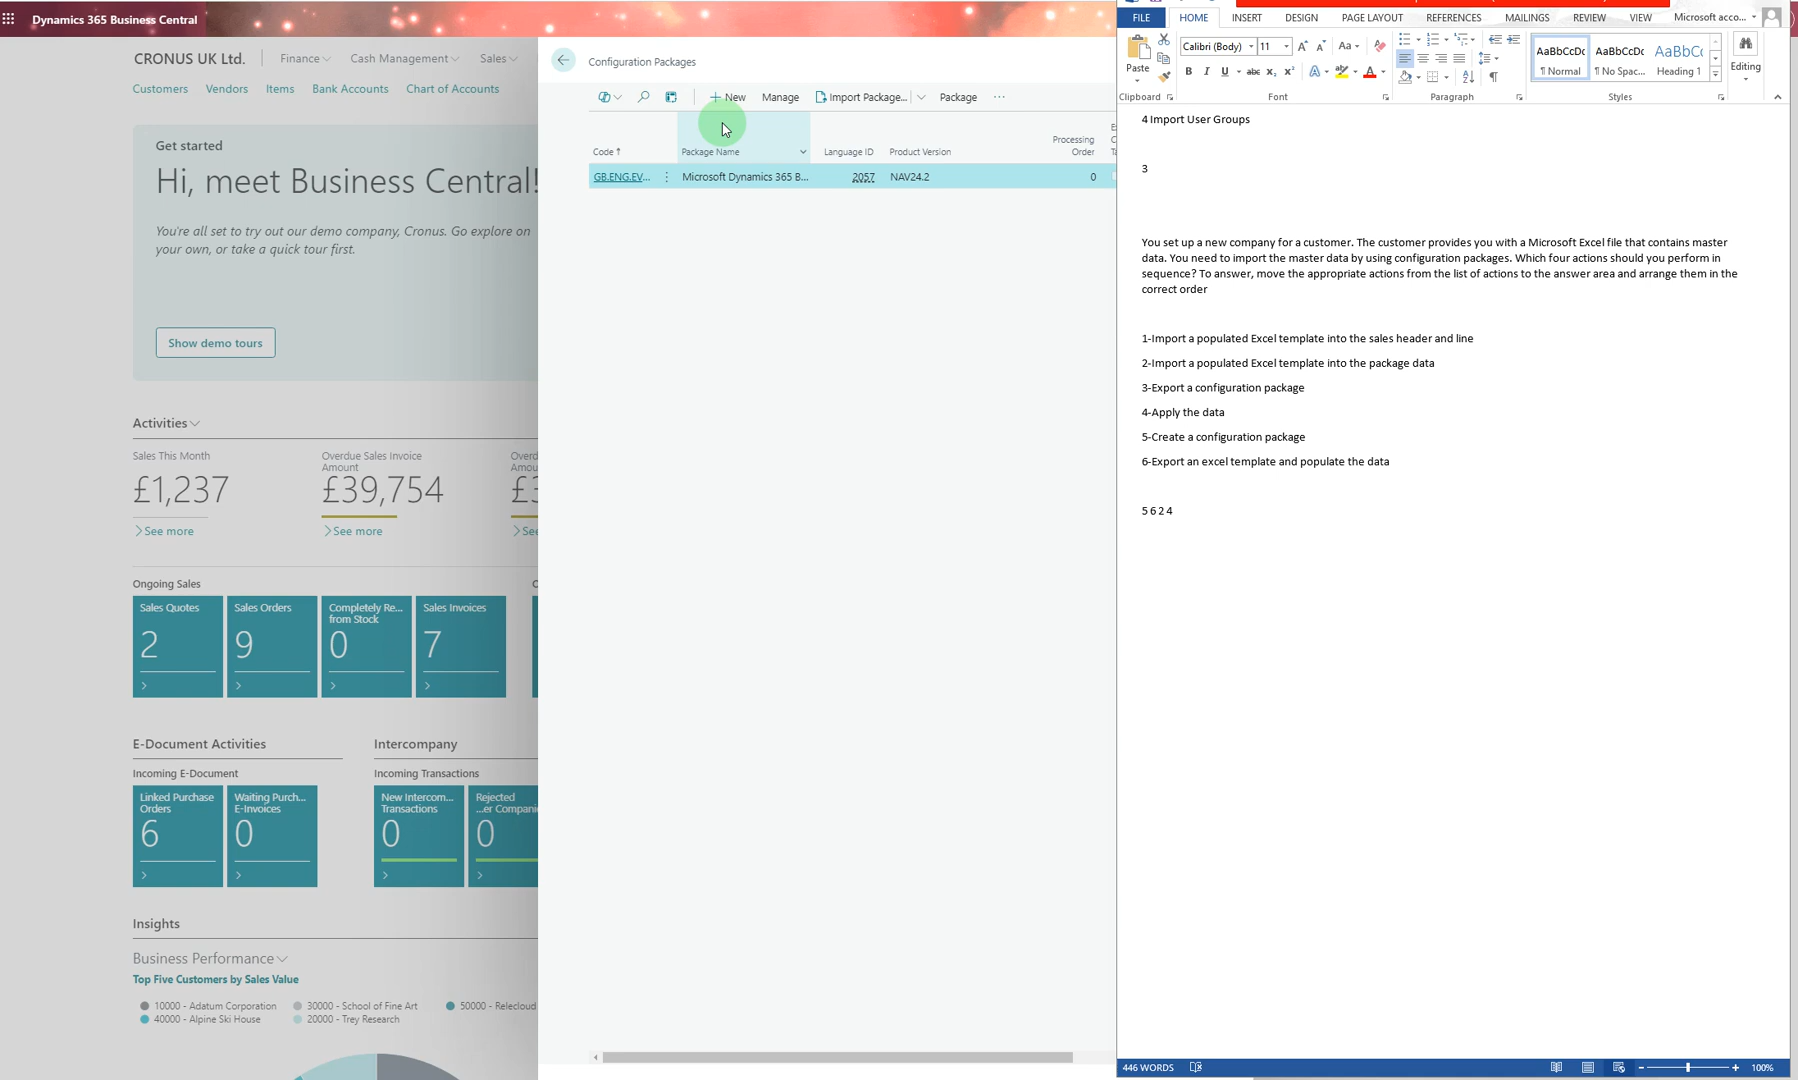 Dynamics 365 Business Central
CRONUS UK Ltd.
Finance
Cash Management
Sales
Customers
Vendors
Items
Bank Accounts
Chart of Accounts
Get started
Hi, meet Business Central!
You're all set to try out our demo company, Cronus. Go explore on
your own, or take a quick tour first.
Show demo tours
Activities
Sales This Month
£1,237
See more
Overdue Sales Invoice
Amount
£39,754
See more
Ongoing Sales
Sales Quotes
2
Sales Orders
9
Completely Re...
from Stock
0
Sales Invoices
7
E-Document Activities
Incoming E-Document
Linked Purchase
Orders
6
Waiting Purch...
E-Invoices
0
Intercompany
Incoming Transactions
New Intercom...
Transactions
0
Rejected
...er Compani
0
Insights
Business Performance
Top Five Customers by Sales Value
10000 - Adatum Corporation
30000 - School of Fine Art
50000 - Relecloud
40000 - Alpine Ski House
20000 - Trey Research
Configuration Packages
New
Manage
Import Package...
Package
Code ↑
Package Name
Language ID
Product Version
Processing
Order
GB.ENG.EV...
Microsoft Dynamics 365 B...
2057
NAV24.2
0
FILE
HOME
INSERT
DESIGN
PAGE LAYOUT
REFERENCES
MAILINGS
REVIEW
VIEW
Microsoft acco...
Paste
Calibri (Body)
11
Aa
B I U abc x₂ x²
AaBbCcDc
¶ Normal
AaBbCcDc
¶ No Spac...
AaBbCc
Heading 1
Editing
Clipboard
Font
Paragraph
Styles
4 Import User Groups
3
You set up a new company for a customer. The customer provides you with a Microsoft Excel file that contains master
data. You need to import the master data by using configuration packages. Which four actions should you perform in
sequence? To answer, move the appropriate actions from the list of actions to the answer area and arrange them in the
correct order
1-Import a populated Excel template into the sales header and line
2-Import a populated Excel template into the package data
3-Export a configuration package
4-Apply the data
5-Create a configuration package
6-Export an excel template and populate the data
5 6 2 4
446 WORDS
100%